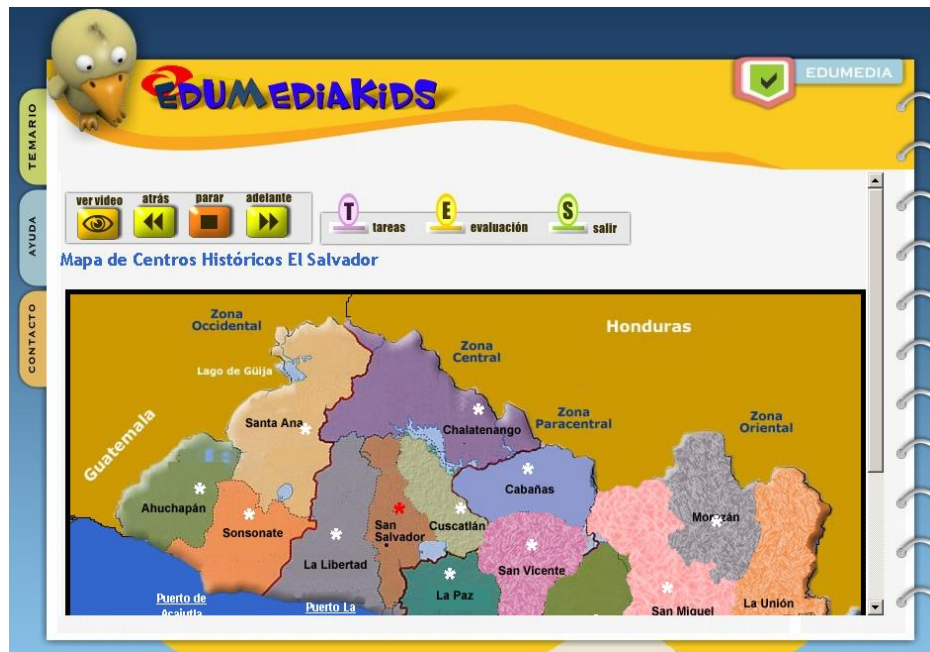 EDUMEDIAKiDS
EDUMEDIA
TEMARIO
AYUDA
CONTACTO
ver video
atrás
parar
adelante
T
tareas
E
evaluación
S
salir
Mapa de Centros Históricos El Salvador
Zona
Occidental
Honduras
Zona
Central
Lago de Güija
Zona
Paracentral
Zona
Oriental
Guatemala
Santa Ana
Chalatenango
Cabañas
Ahuchapán
Sonsonate
San
Salvador
Cuscatlán
Morazán
La Libertad
San Vicente
La Paz
Puerto de
Acajutla
Puerto La
San Miguel
La Unión